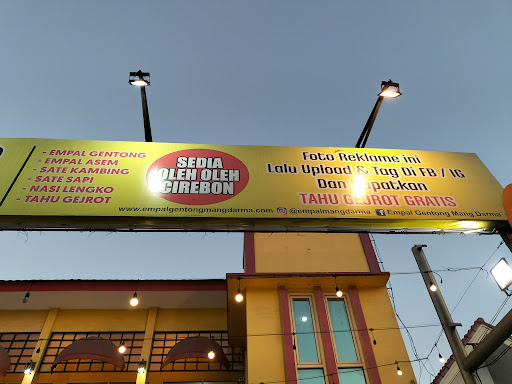 - EMPAL GENTONG
- EMPAL ASEM
- SATE KAMBING
- SATE SAPI
- NASI LENGKO
- TAHU GEJROT
SEDIA
OLEH OLEH
CIREBON
Foto Reklame ini
Lalu Upload & Tag Di FB / IG
Dan Dapatkan
TAHU GEJROT GRATIS
www.empalgentongmangdarma.com @empalmangdarma Empal Gentong Mang Darma